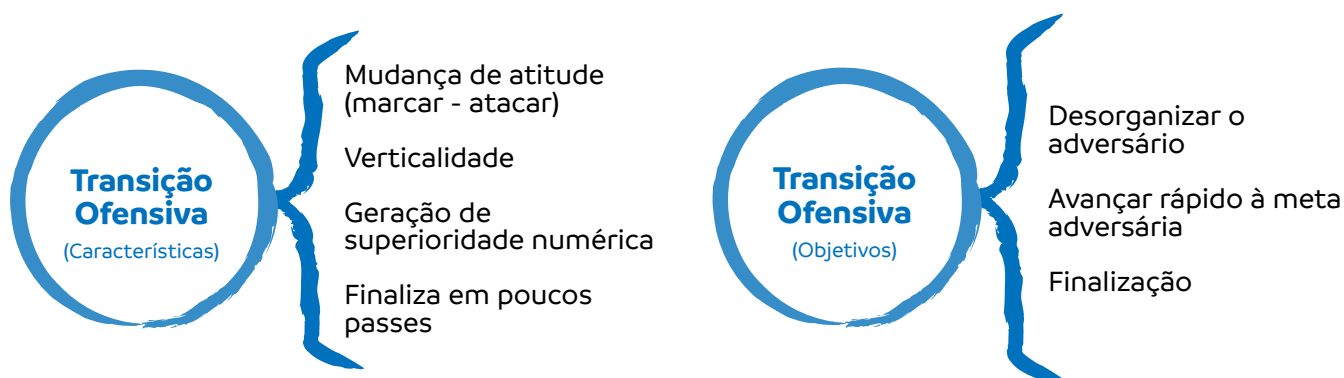 Transição
Ofensiva
(Características)
Mudança de atitude
(marcar - atacar)
Verticalidade
Geração de
superioridade numérica
Finaliza em poucos
passes
Transição
Ofensiva
(Objetivos)
Desorganizar o
adversário
Avançar rápido à meta
adversária
Finalização